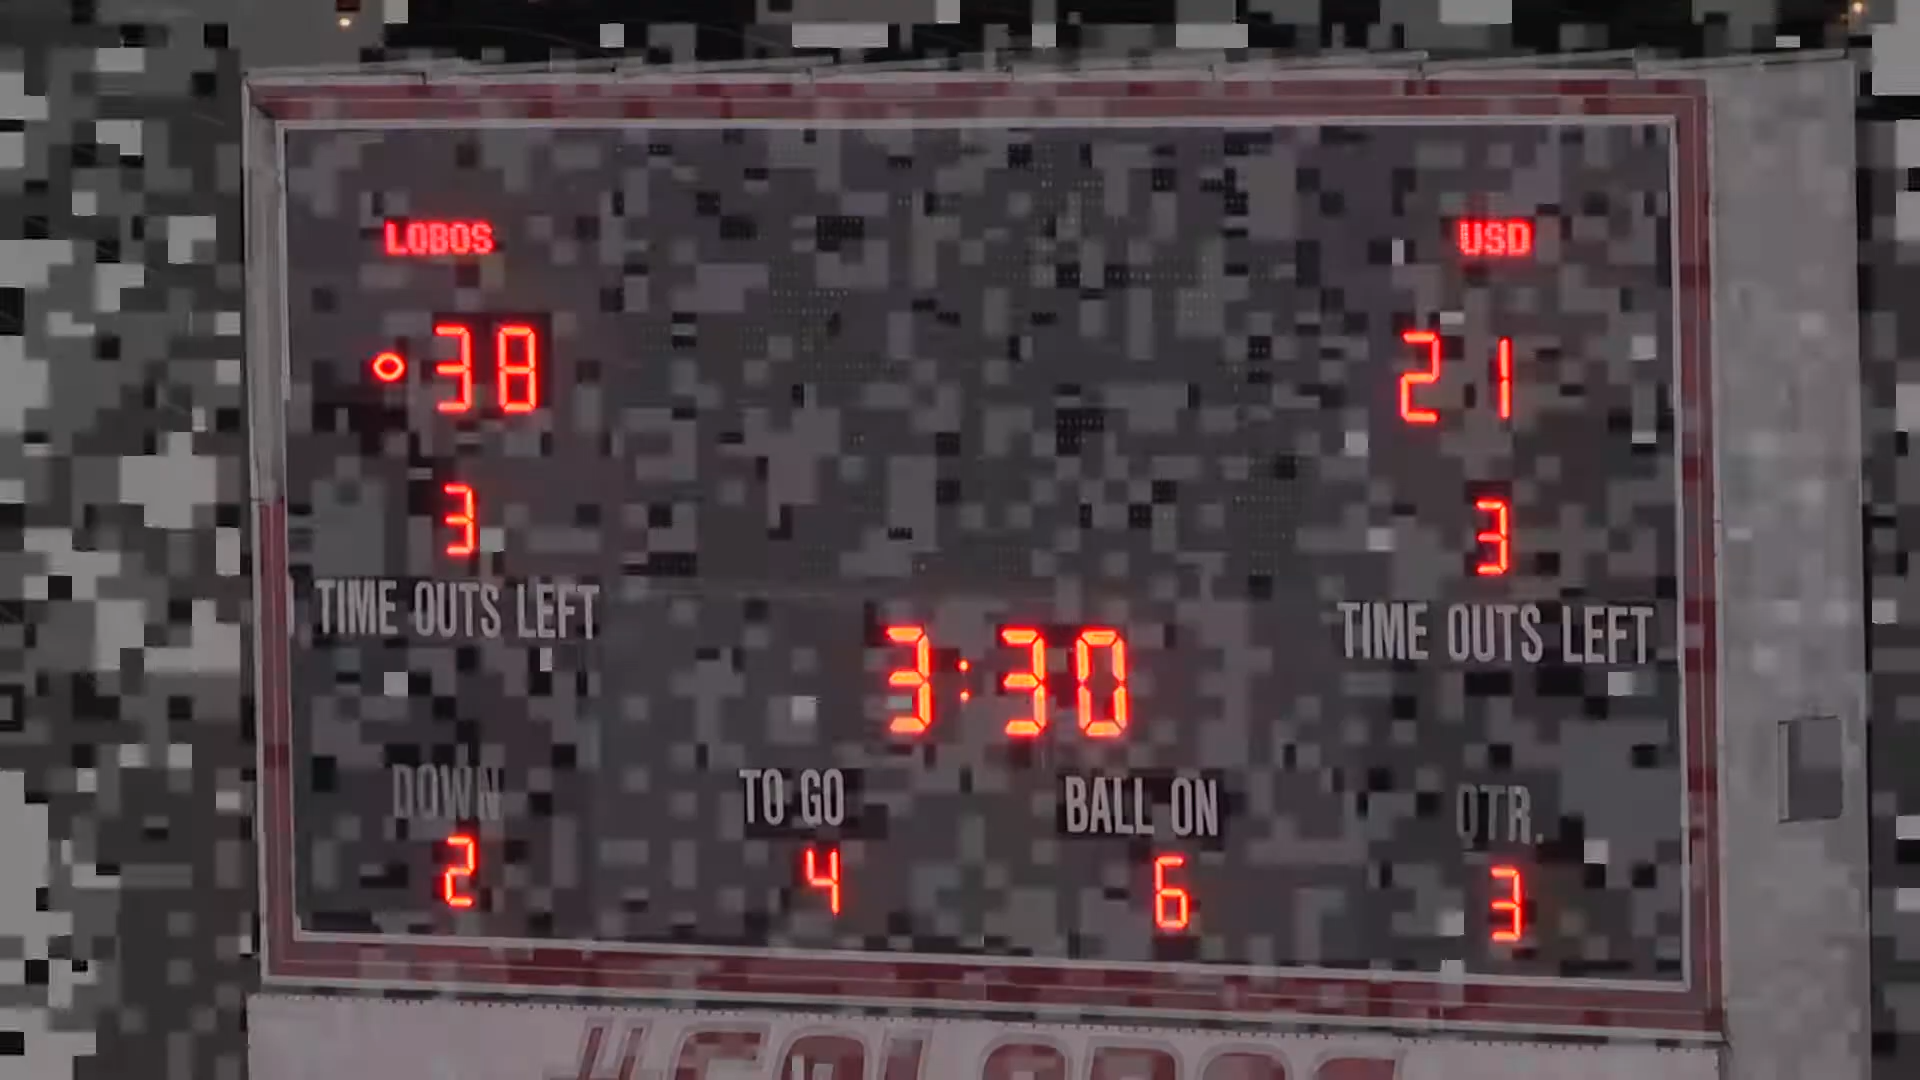 LOBOS USD
38 21
3 3
TIME OUTS LEFT TIME OUTS LEFT
3:30
DOWN TO GO BALL ON QTR.
2 4 6 3
#GOLOBOS